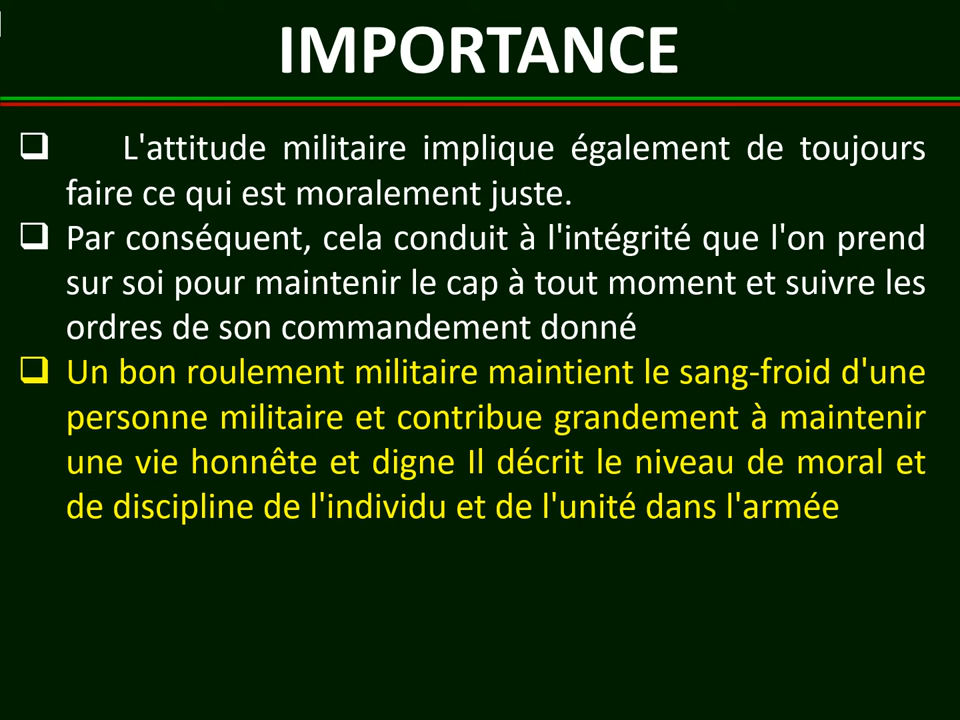 IMPORTANCE
L'attitude militaire implique également de toujours
faire ce qui est moralement juste.
Par conséquent, cela conduit à l'intégrité que l'on prend
sur soi pour maintenir le cap à tout moment et suivre les
ordres de son commandement donné
Un bon roulement militaire maintient le sang-froid d'une
personne militaire et contribue grandement à maintenir
une vie honnête et digne Il décrit le niveau de moral et
de discipline de l'individu et de l'unité dans l'armée